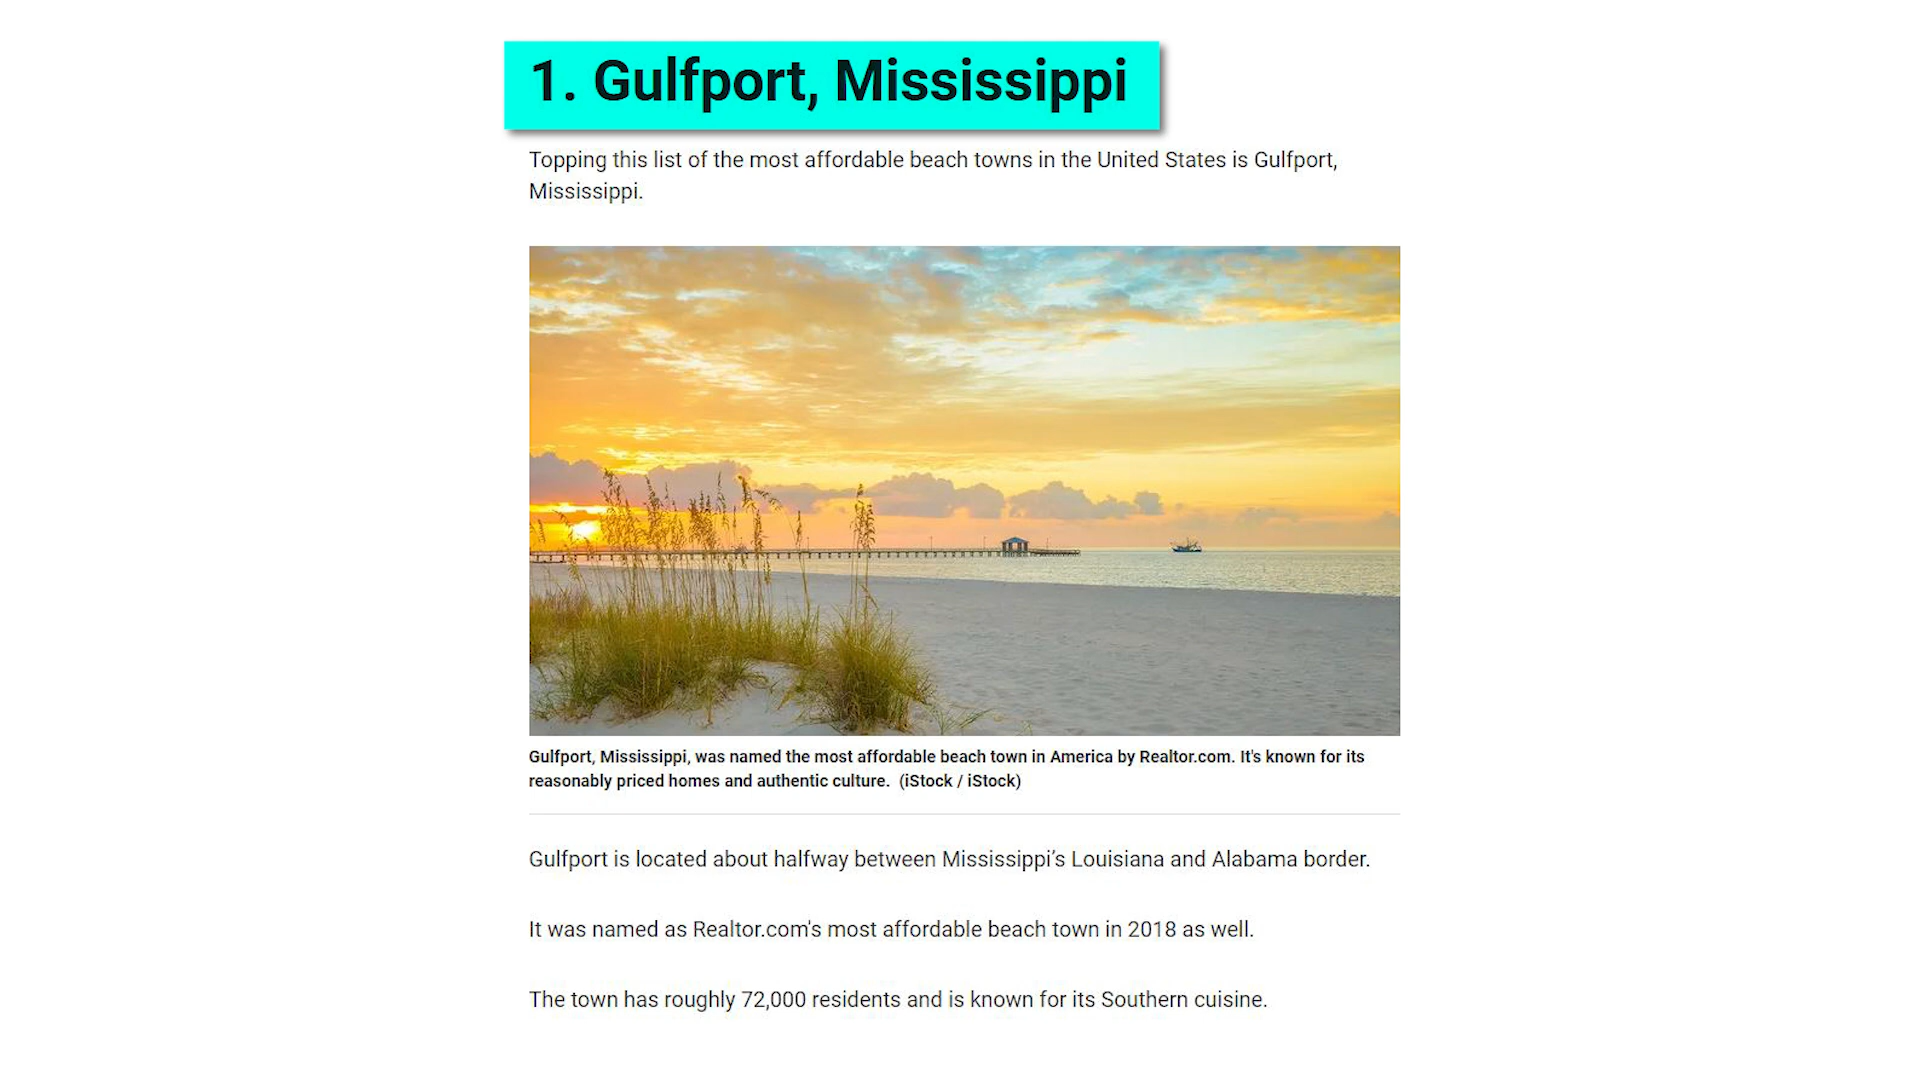 1. Gulfport, Mississippi
Topping this list of the most affordable beach towns in the United States is Gulfport,
Mississippi.
Gulfport, Mississippi, was named the most affordable beach town in America by Realtor.com. It's known for its
reasonably priced homes and authentic culture.  (iStock / iStock)
Gulfport is located about halfway between Mississippi’s Louisiana and Alabama border.
It was named as Realtor.com's most affordable beach town in 2018 as well.
The town has roughly 72,000 residents and is known for its Southern cuisine.